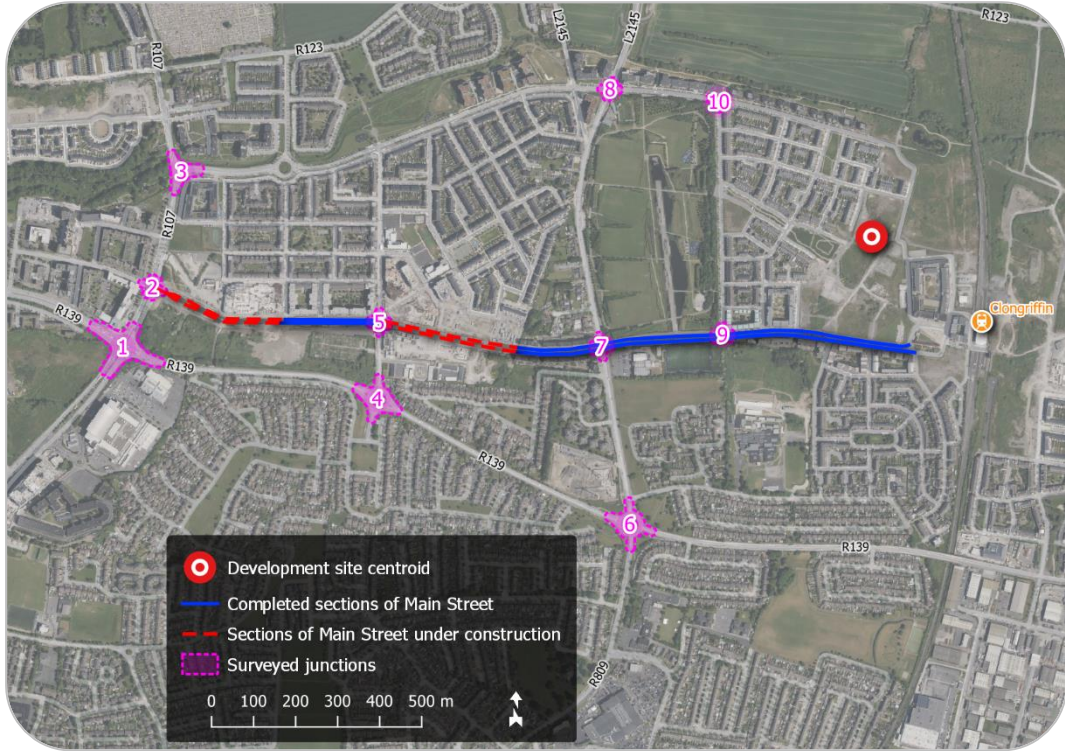 R107
R123
L2145
L2145
R123
8
10
3
R107
2
R139
1
5
7
9
Clongriffin
R139
4
R139
6
R139
R809
Development site centroid
Completed sections of Main Street
Sections of Main Street under construction
Surveyed junctions
0 100 200 300 400 500 m